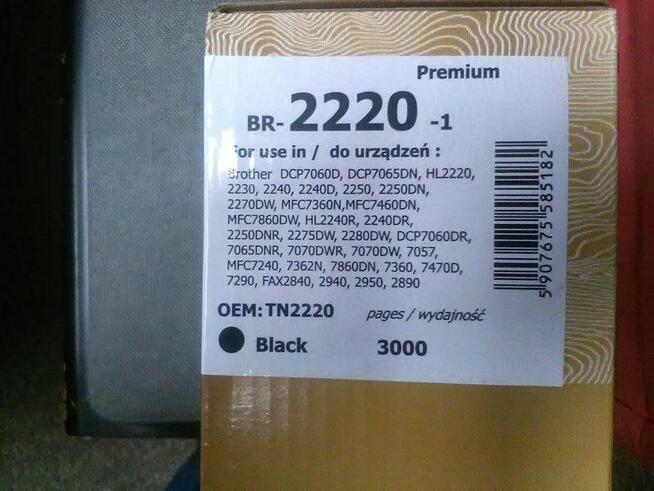 Premium
BR-2220 -1
For use in / do urządzeń :
Brother DCP7060D, DCP7065DN, HL2220,
2230, 2240, 2240D, 2250, 2250DN,
2270DW, MFC7360N,MFC7460DN,
MFC7860DW, HL2240R, 2240DR,
2250DNR, 2275DW, 2280DW, DCP7060DR,
7065DNR, 7070DWR, 7070DW, 7057,
MFC7240, 7362N, 7860DN, 7360, 7470D,
7290, FAX2840, 2940, 2950, 2890
OEM: TN2220 pages / wydajność
Black 3000
5907675585182